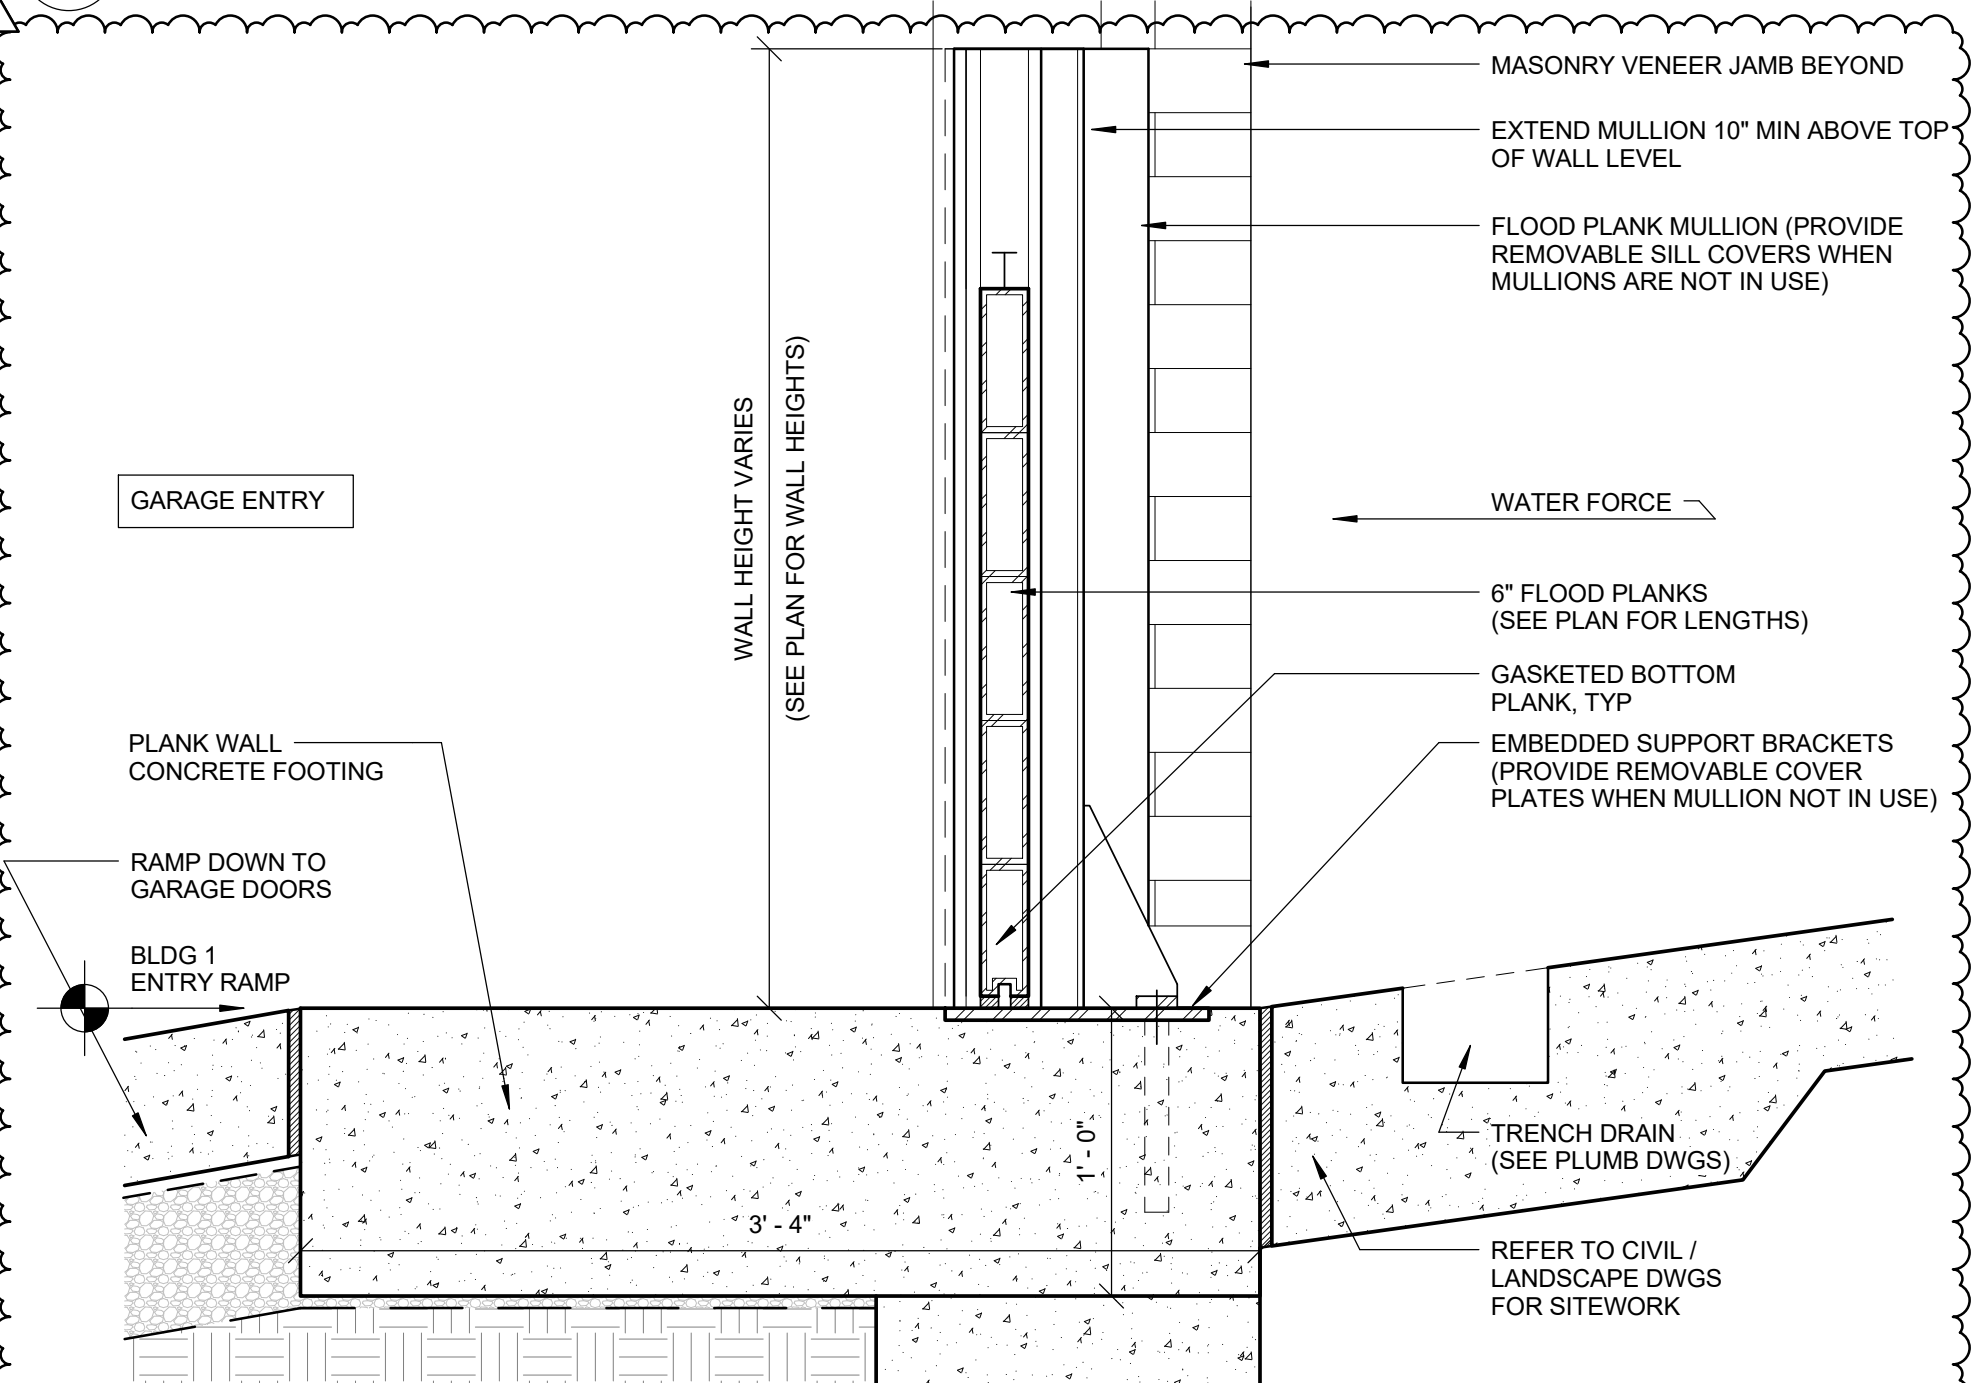 MASONRY VENEER JAMB BEYOND
EXTEND MULLION 10" MIN ABOVE TOP
OF WALL LEVEL
FLOOD PLANK MULLION (PROVIDE
REMOVABLE SILL COVERS WHEN
MULLIONS ARE NOT IN USE)
WALL HEIGHT VARIES
(SEE PLAN FOR WALL HEIGHTS)
GARAGE ENTRY
WATER FORCE
6" FLOOD PLANKS
(SEE PLAN FOR LENGTHS)
GASKETED BOTTOM
PLANK, TYP
EMBEDDED SUPPORT BRACKETS
(PROVIDE REMOVABLE COVER
PLATES WHEN MULLION NOT IN USE)
PLANK WALL
CONCRETE FOOTING
RAMP DOWN TO
GARAGE DOORS
BLDG 1
ENTRY RAMP
1' - 0"
3' - 4"
TRENCH DRAIN
(SEE PLUMB DWGS)
REFER TO CIVIL /
LANDSCAPE DWGS
FOR SITEWORK